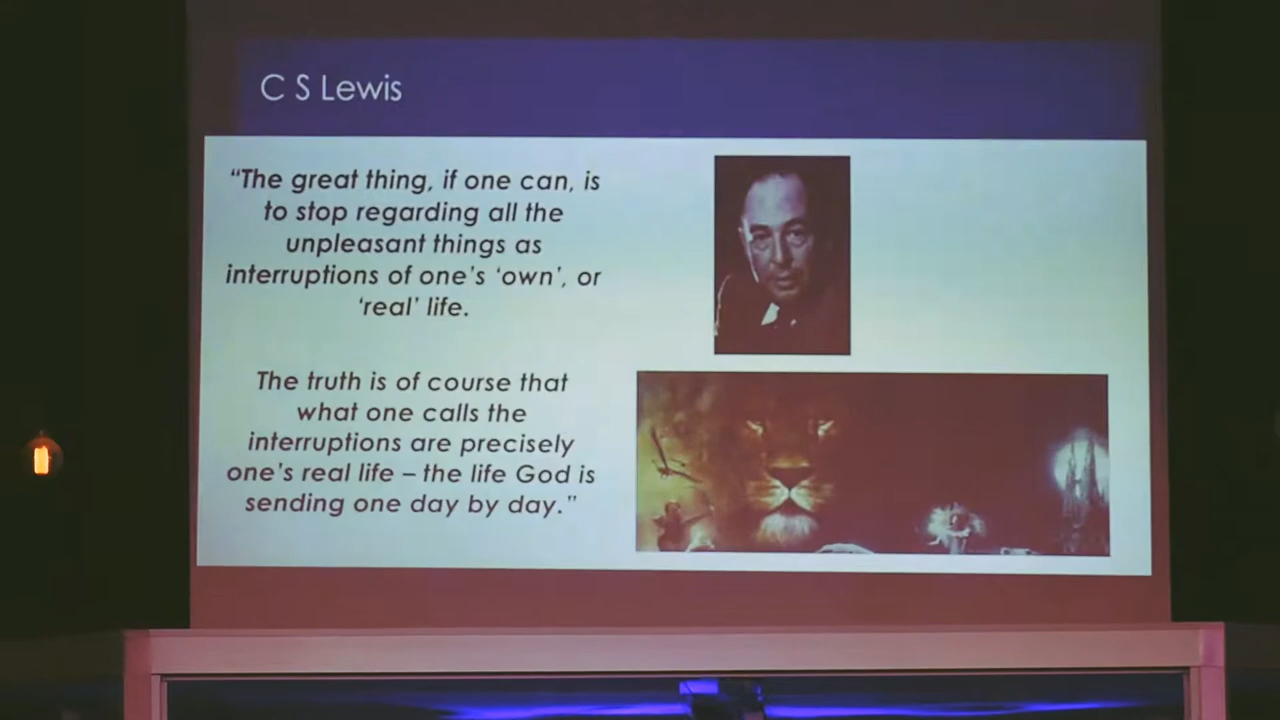 C S Lewis
“The great thing, if one can, is
to stop regarding all the
unpleasant things as
interruptions of one’s ‘own’, or
‘real’ life.
The truth is of course that
what one calls the
interruptions are precisely
one’s real life – the life God is
sending one day by day.”